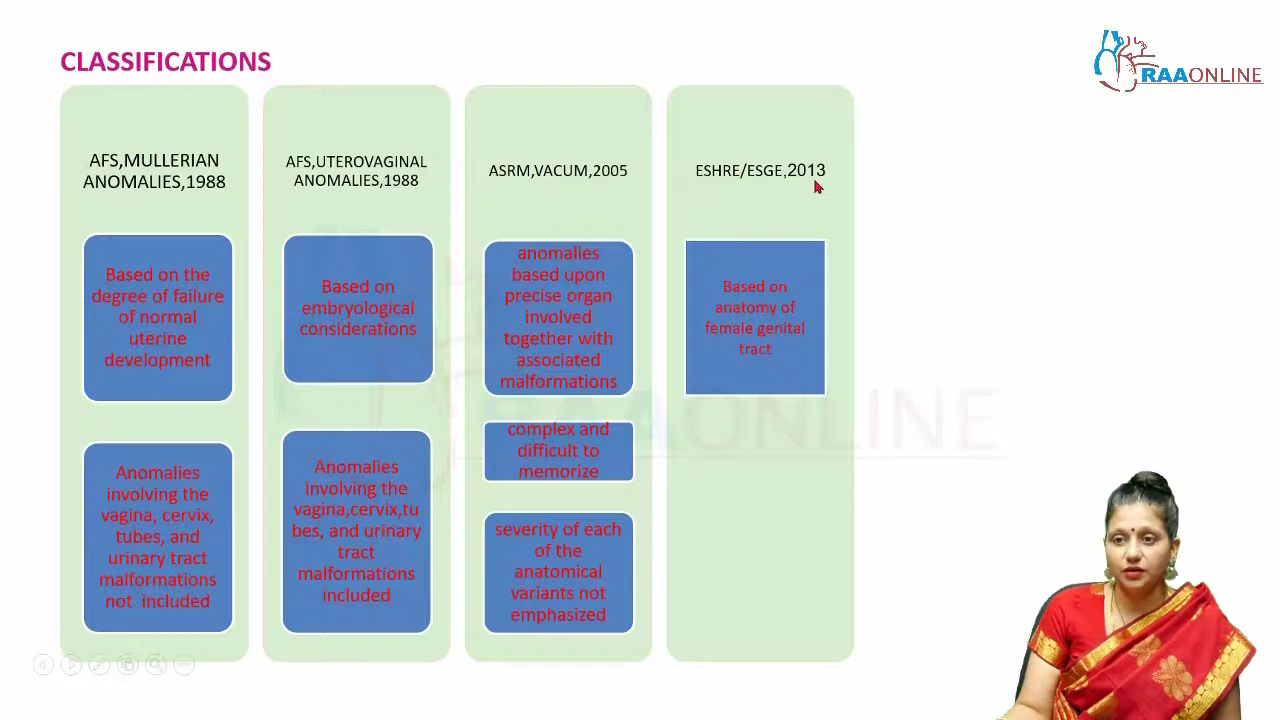 CLASSIFICATIONS
RAAONLINE
AFS,MULLERIAN
ANOMALIES,1988
Based on the
degree of failure
of normal
uterine
development
Anomalies
involving the
vagina, cervix,
tubes, and
urinary tract
malformations
not included
AFS,UTEROVAGINAL
ANOMALIES,1988
Based on
embryological
considerations
Anomalies
involving the
vagina,cervix,tu
bes, and urinary
tract
malformations
included
ASRM,VACUM,2005
anomalies
based upon
precise organ
involved
together with
associated
malformations
complex and
difficult to
memorize
severity of each
of the
anatomical
variants not
emphasized
ESHRE/ESGE,2013
Based on
anatomy of
female genital
tract
RAAONLINE